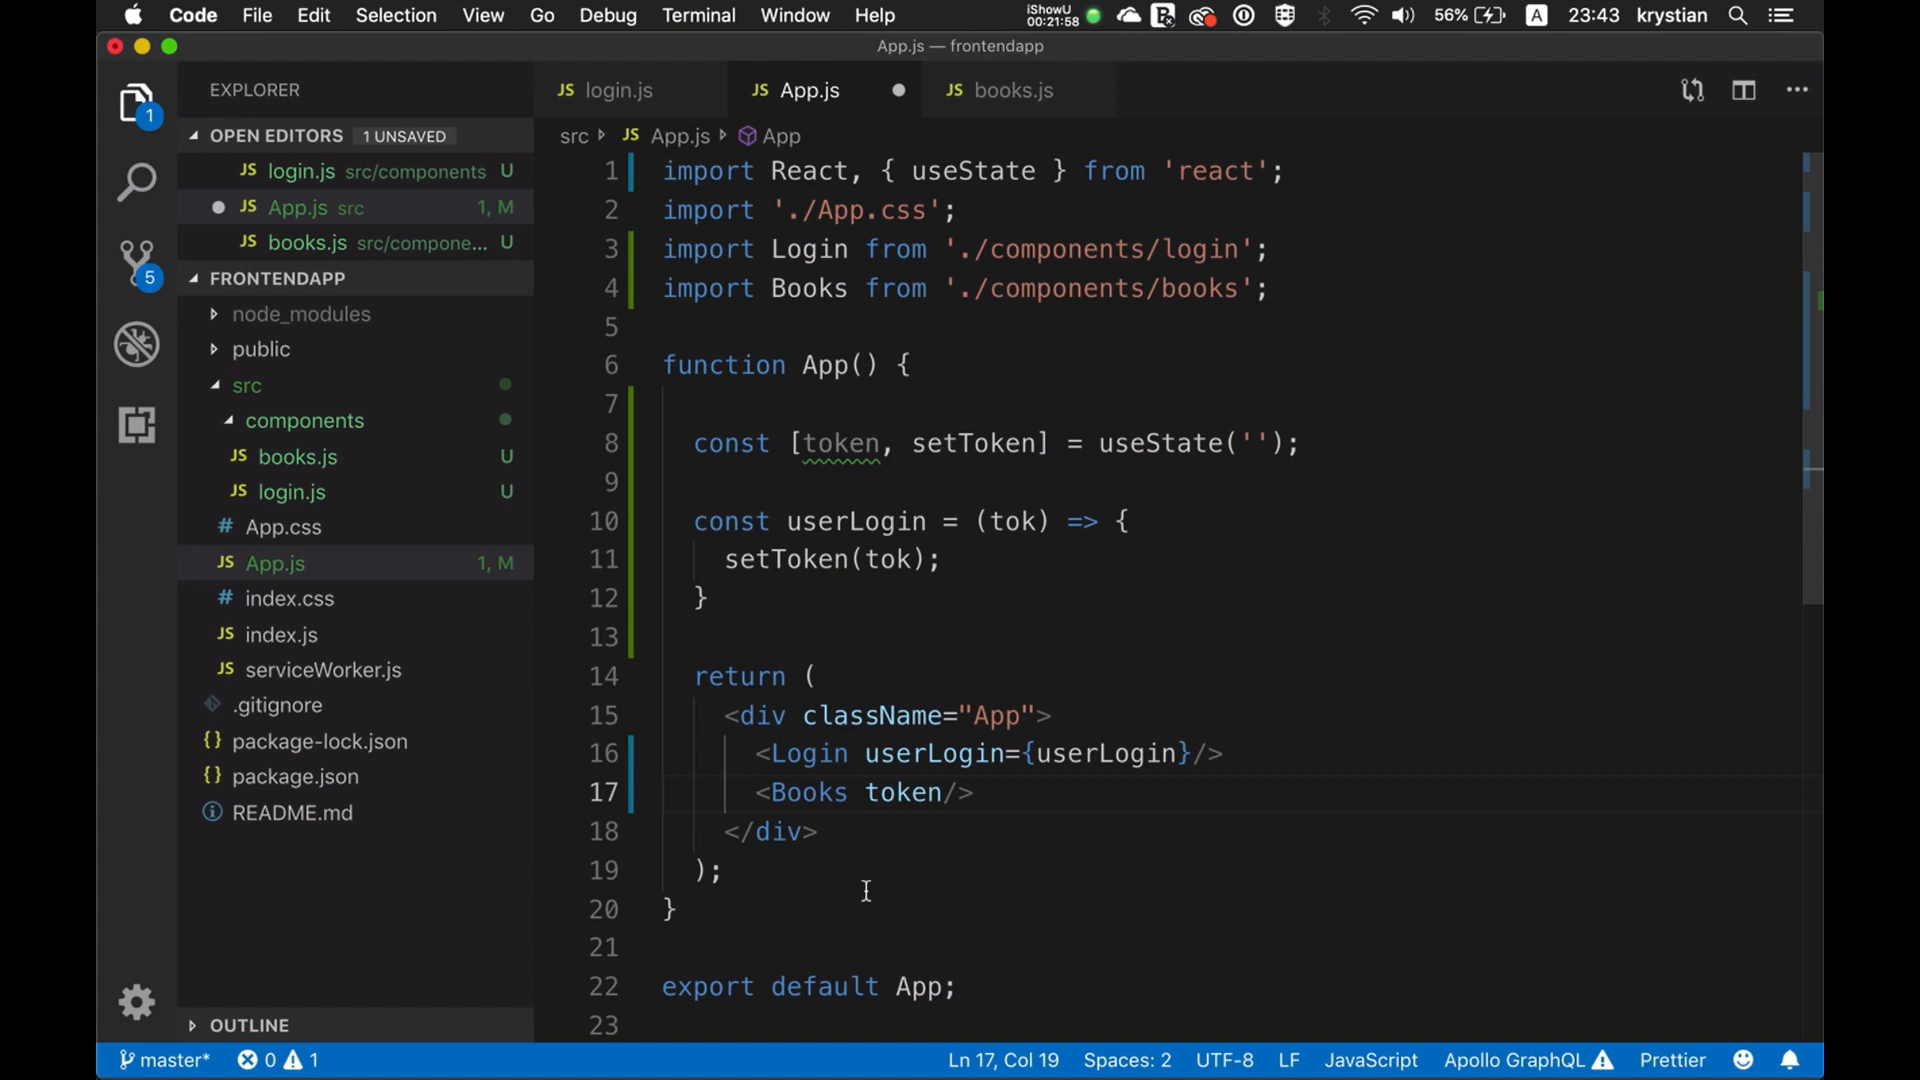 Code File Edit Selection View Go Debug Terminal Window Help iShowU 00:21:58 56% A 23:43 krystian
App.js — frontendapp
EXPLORER
OPEN EDITORS 1 UNSAVED
JS login.js src/components U
JS App.js src 1, M
JS books.js src/compone... U
FRONTENDAPP
node_modules
public
src
components
JS books.js U
JS login.js U
# App.css
JS App.js 1, M
# index.css
JS index.js
JS serviceWorker.js
.gitignore
{} package-lock.json
{} package.json
README.md
OUTLINE
1
5
JS login.js JS App.js JS books.js
src JS App.js App
1 import React, { useState } from 'react';
2 import './App.css';
3 import Login from './components/login';
4 import Books from './components/books';
5
6 function App() {
7
8 const [token, setToken] = useState('');
9
10 const userLogin = (tok) => {
11 setToken(tok);
12 }
13
14 return (
15 <div className="App">
16 <Login userLogin={userLogin}/>
17 <Books token/>
18 </div>
19 );
20 }
21
22 export default App;
23
master* 0 1 Ln 17, Col 19 Spaces: 2 UTF-8 LF JavaScript Apollo GraphQL Prettier